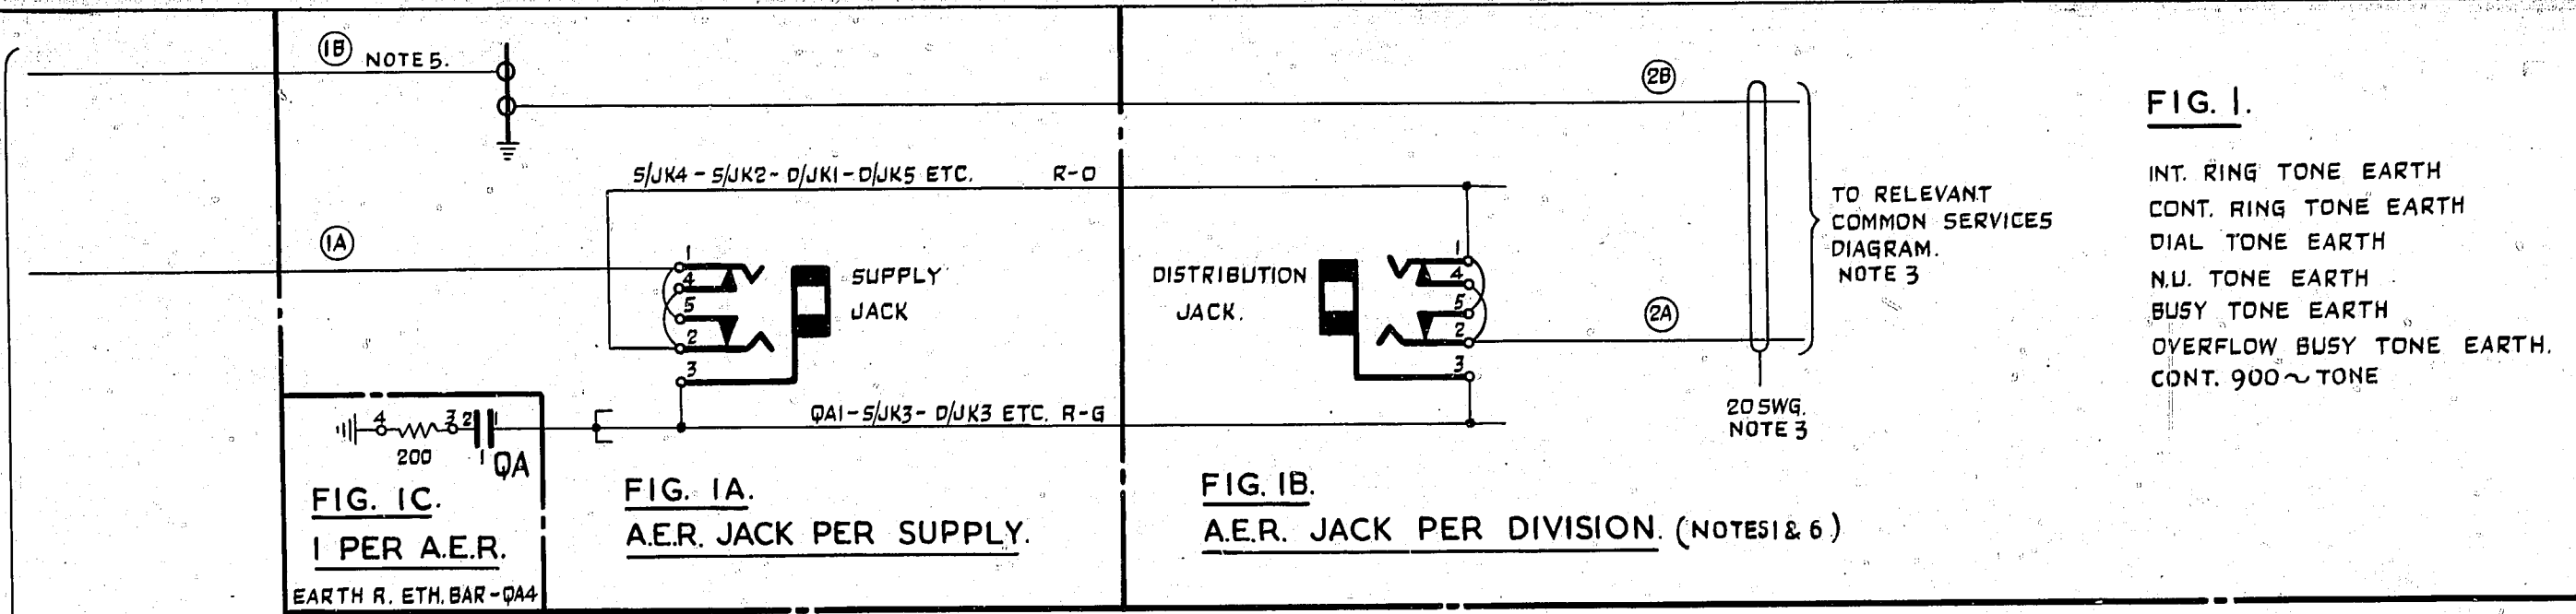 1B NOTE 5.
2B
S/JK4 - S/JK2 - D/JK1 - D/JK5 ETC. R-O
1A
1
4
5
2
3
SUPPLY
JACK
DISTRIBUTION
JACK.
1
4
5
2
3
2A
TO RELEVANT
COMMON SERVICES
DIAGRAM.
NOTE 3
20 SWG.
NOTE 3
QA1 - S/JK3 - D/JK3 ETC. R-G
4 3 2 1
200 1 QA
FIG. 1C.
1 PER A.E.R.
EARTH R. ETH. BAR - QA4
FIG. 1A.
A.E.R. JACK PER SUPPLY.
FIG. 1B.
A.E.R. JACK PER DIVISION. (NOTES 1 & 6.)
FIG. 1.
INT. RING TONE EARTH
CONT. RING TONE EARTH
DIAL TONE EARTH
N.U. TONE EARTH
BUSY TONE EARTH
OVERFLOW BUSY TONE EARTH.
CONT. 900~TONE